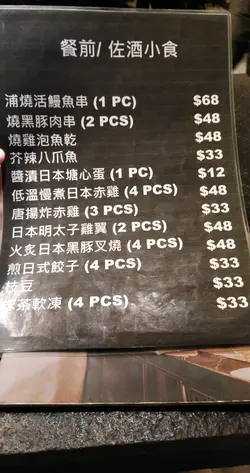 餐前/ 佐酒小食
浦燒活鰻魚串 (1 PC) $68
燒黑豚肉串 (2 PCS) $48
燒雞泡魚乾 $48
芥辣八爪魚 $33
醬漬日本塘心蛋 (1 PC) $12
低溫慢煮日本赤雞 (4 PCS) $48
唐揚炸赤雞 (3 PCS) $33
日本明太子雞翼 (2 PCS) $48
火炙日本黑豚叉燒 (4 PCS) $48
煎日式餃子 (4 PCS) $33
枝豆 $33
抹茶軟凍 (4 PCS) $33